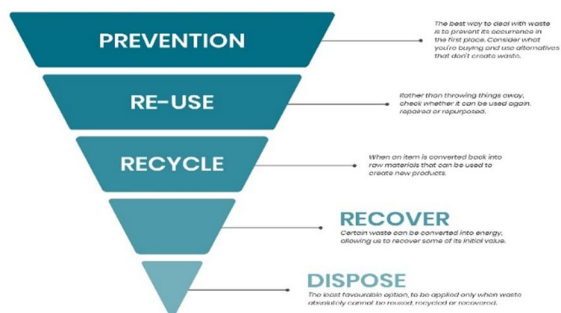 PREVENTION
The best way to deal with waste
is to prevent its occurrence in
the first place. Consider what
you're buying and use alternatives
that don't create waste.
RE-USE
Rather than throwing things away,
check whether it can be used again,
repaired or repurposed.
RECYCLE
When an item is converted back into
raw materials that can be used to
create new products.
RECOVER
Certain waste can be converted into energy,
allowing us to recover some of its initial value.
DISPOSE
The least favourable option, to be applied only when waste
absolutely cannot be reused, recycled or recovered.